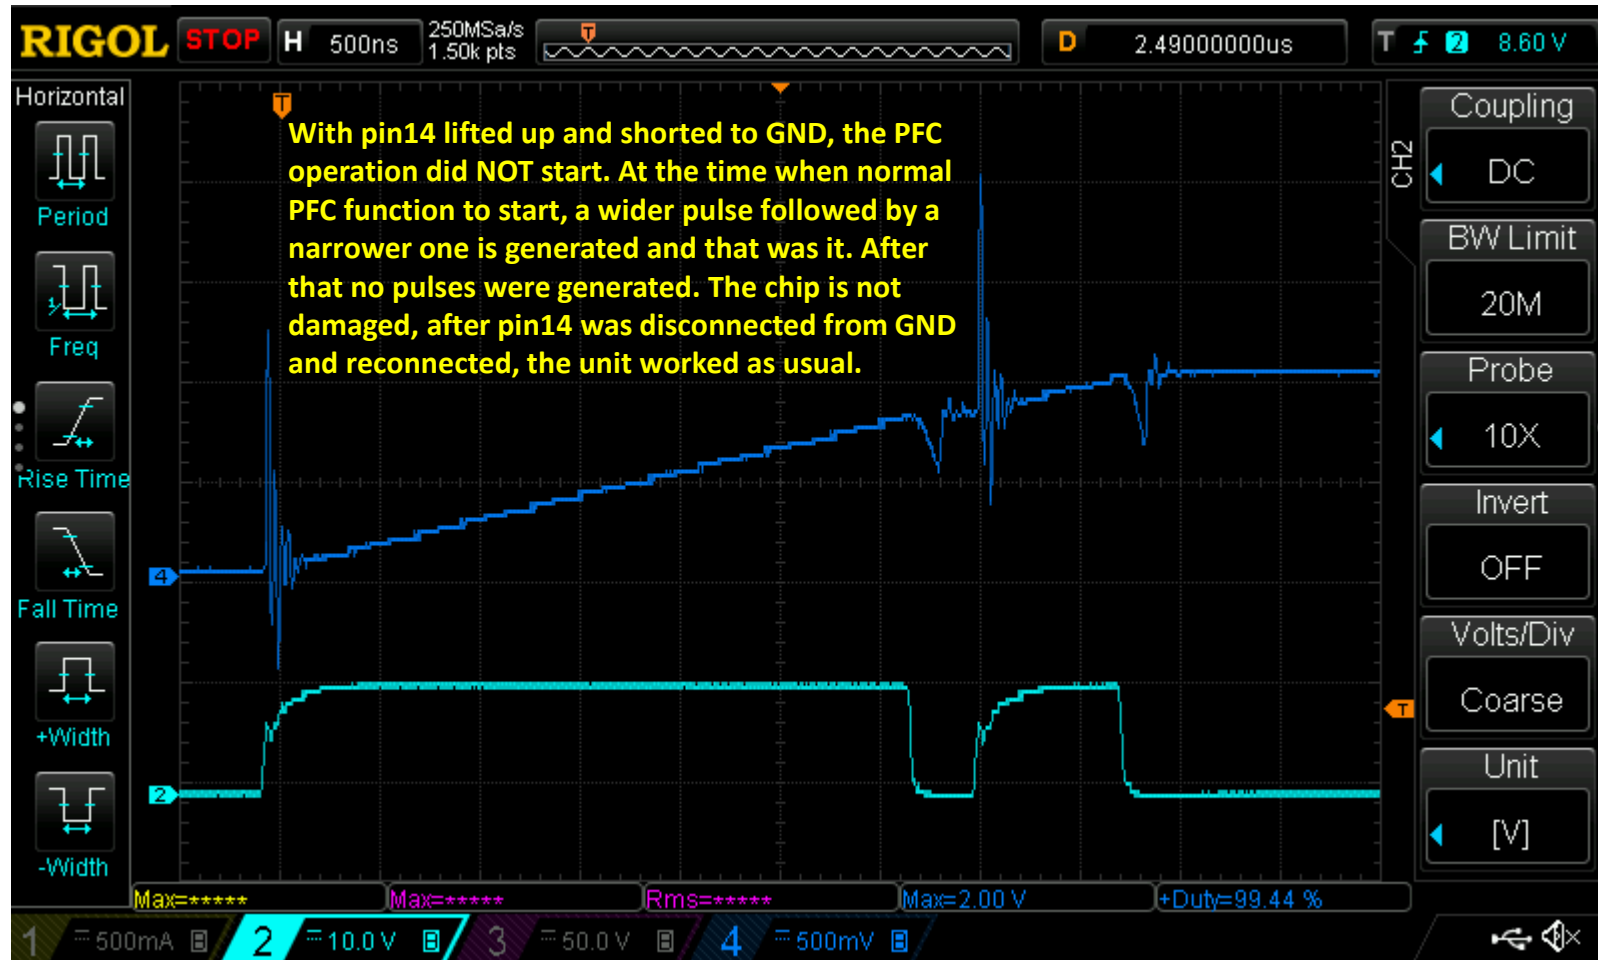 RIGOL STOP H 500ns 250MSa/s 1.50k pts D 2.49000000us T 2 8.60 V
Horizontal
Period
Freq
Rise Time
Fall Time
+Width
-Width
T
With pin14 lifted up and shorted to GND, the PFC
operation did NOT start. At the time when normal
PFC function to start, a wider pulse followed by a
narrower one is generated and that was it. After
that no pulses were generated. The chip is not
damaged, after pin14 was disconnected from GND
and reconnected, the unit worked as usual.
4
2
T
CH2
Coupling
DC
BW Limit
20M
Probe
10X
Invert
OFF
Volts/Div
Coarse
Unit
[V]
Max=***** Max=***** Rms=***** Max=2.00 V +Duty=99.44 %
1 500mA 2 10.0 V 3 50.0 V 4 500mV